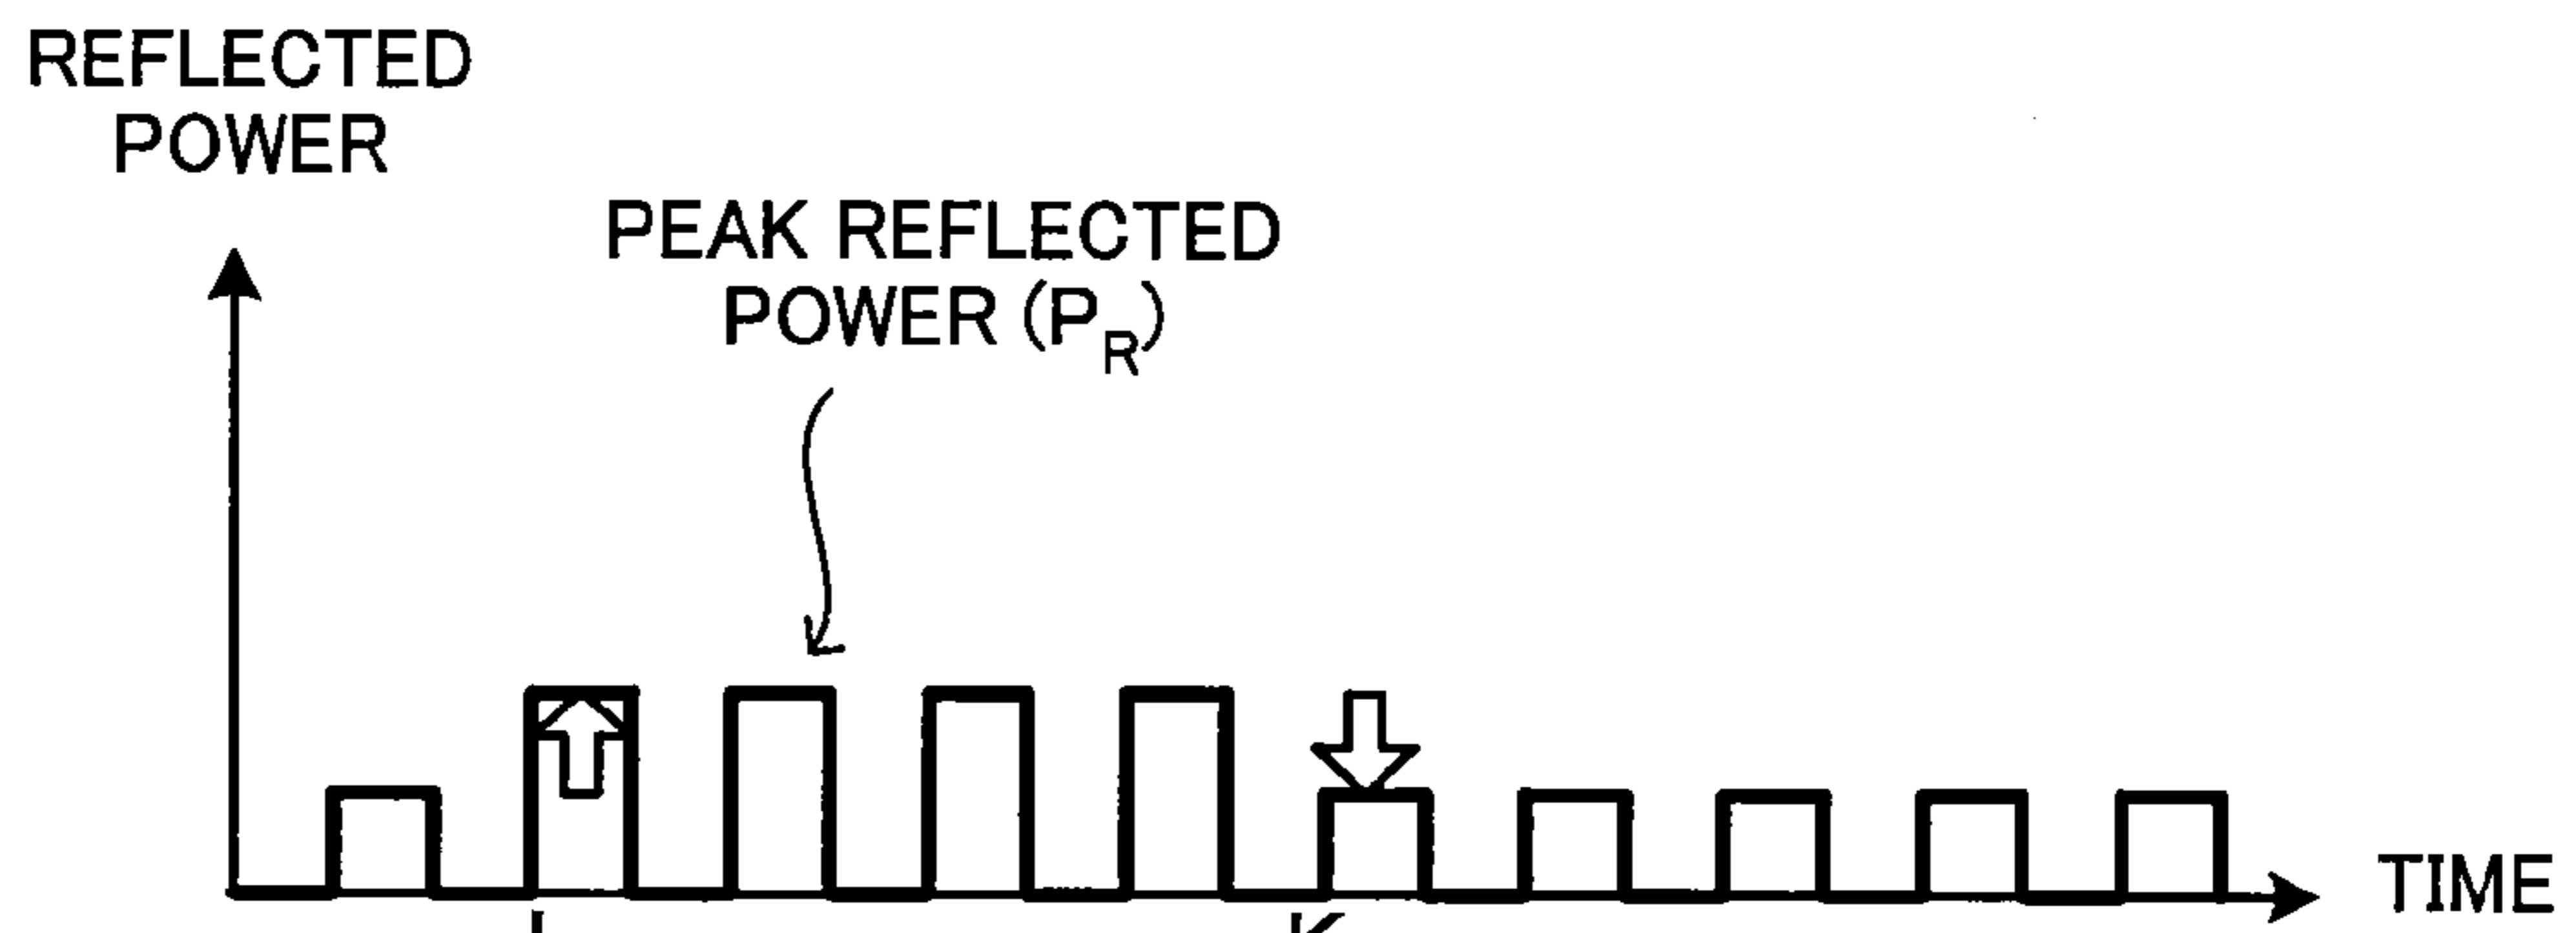 REFLECTED
POWER
PEAK REFLECTED
POWER (PR)
TIME